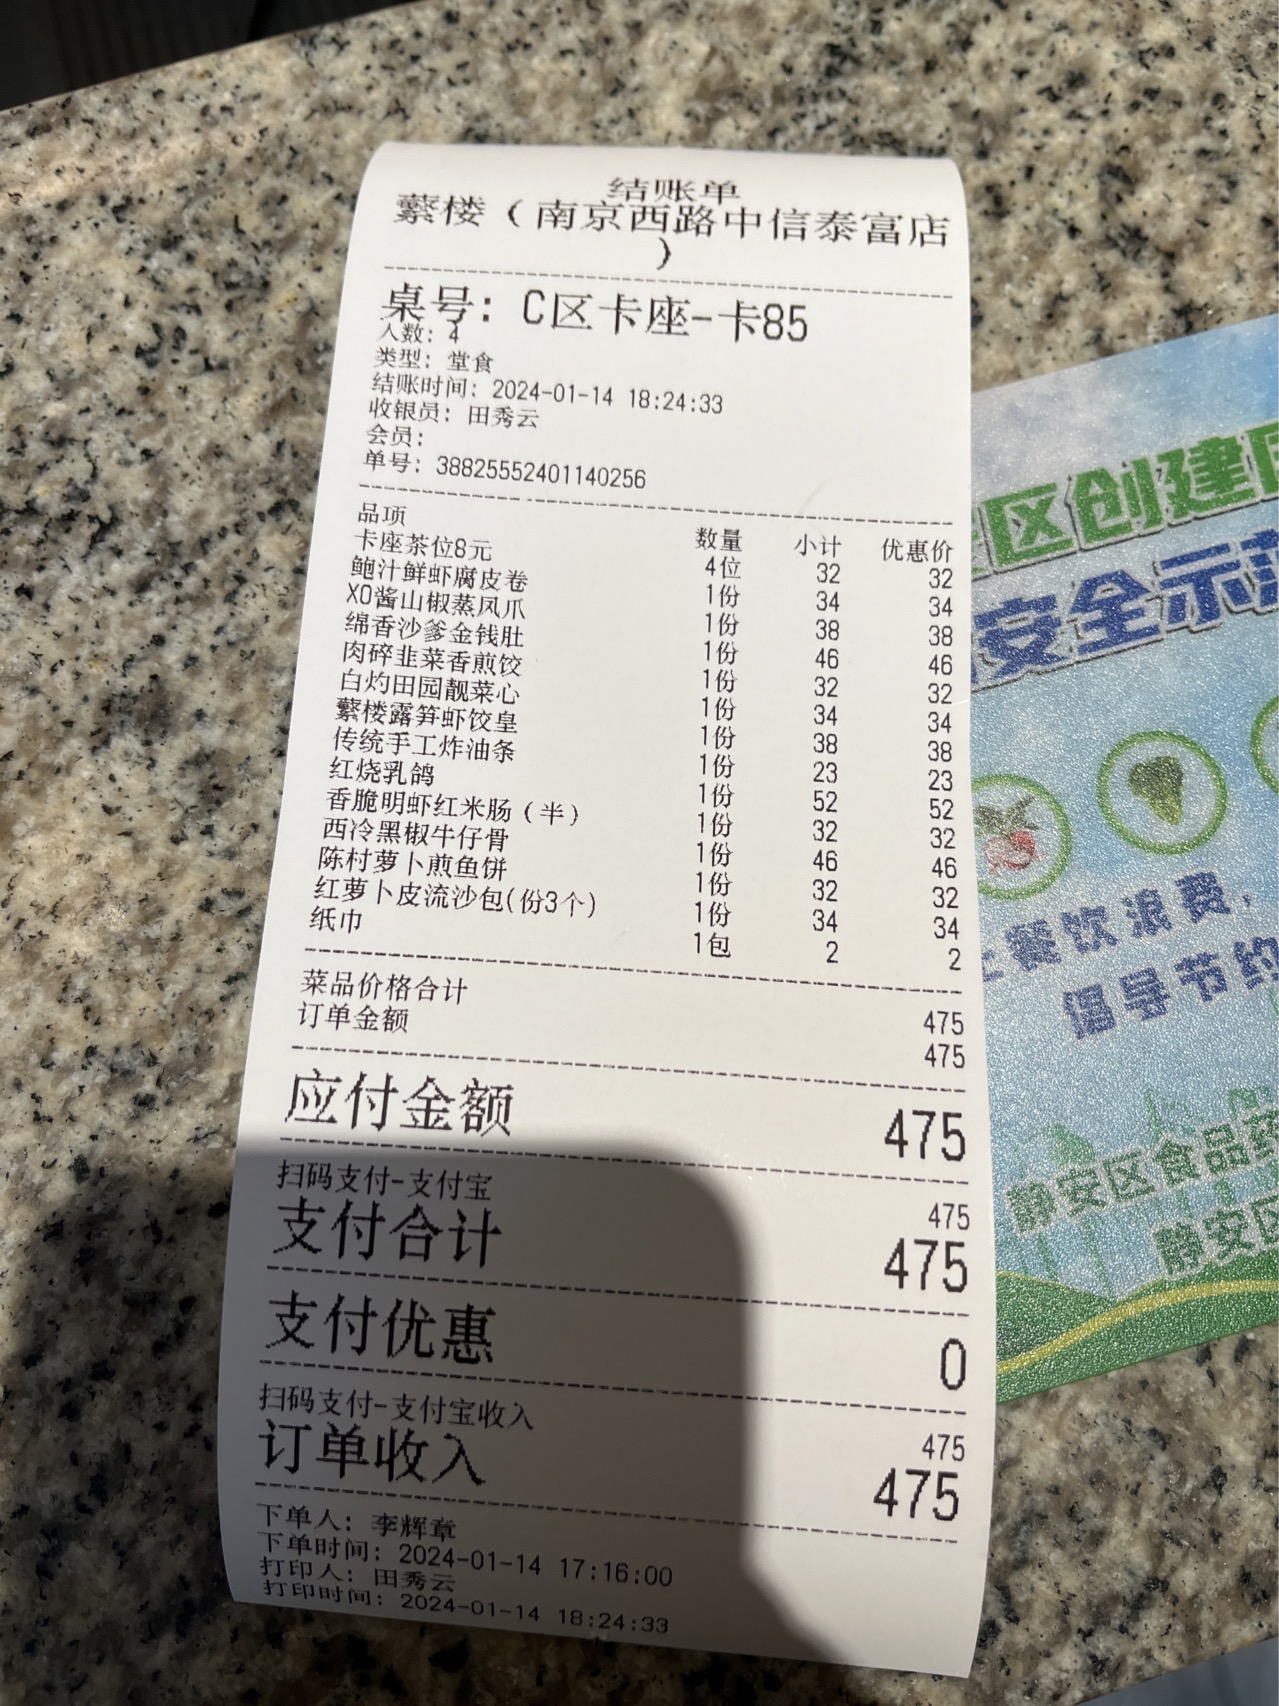 结账单
蘩楼（南京西路中信泰富店
）
桌号: C区卡座-卡85
人数: 4
类型: 堂食
结账时间: 2024-01-14 18:24:33
收银员: 田秀云
会员:
单号: 388255552401140256
品项 数量 小计 优惠价
卡座茶位8元 4位 32 32
鲍汁鲜虾腐皮卷 1份 34 34
XO酱山椒蒸凤爪 1份 38 38
绵香沙爹金钱肚 1份 46 46
肉碎韭菜香煎饺 1份 32 32
白灼田园靓菜心 1份 34 34
蘩楼露笋虾饺皇 1份 38 38
传统手工炸油条 1份 23 23
红烧乳鸽 1份 52 52
香脆明虾红米肠（半） 1份 32 32
西冷黑椒牛仔骨 1份 46 46
陈村萝卜煎鱼饼 1份 32 32
红萝卜皮流沙包(份3个) 1份 34 34
纸巾 1包 2 2
菜品价格合计 475
订单金额 475
应付金额 475
扫码支付-支付宝 475
支付合计 475
支付优惠 0
扫码支付-支付宝收入 475
订单收入 475
下单人: 李辉章
下单时间: 2024-01-14 17:16:00
打印人: 田秀云
打印时间: 2024-01-14 18:24:33
区创建
安全示
餐饮浪费,
倡导节约
静安区食品
静安区